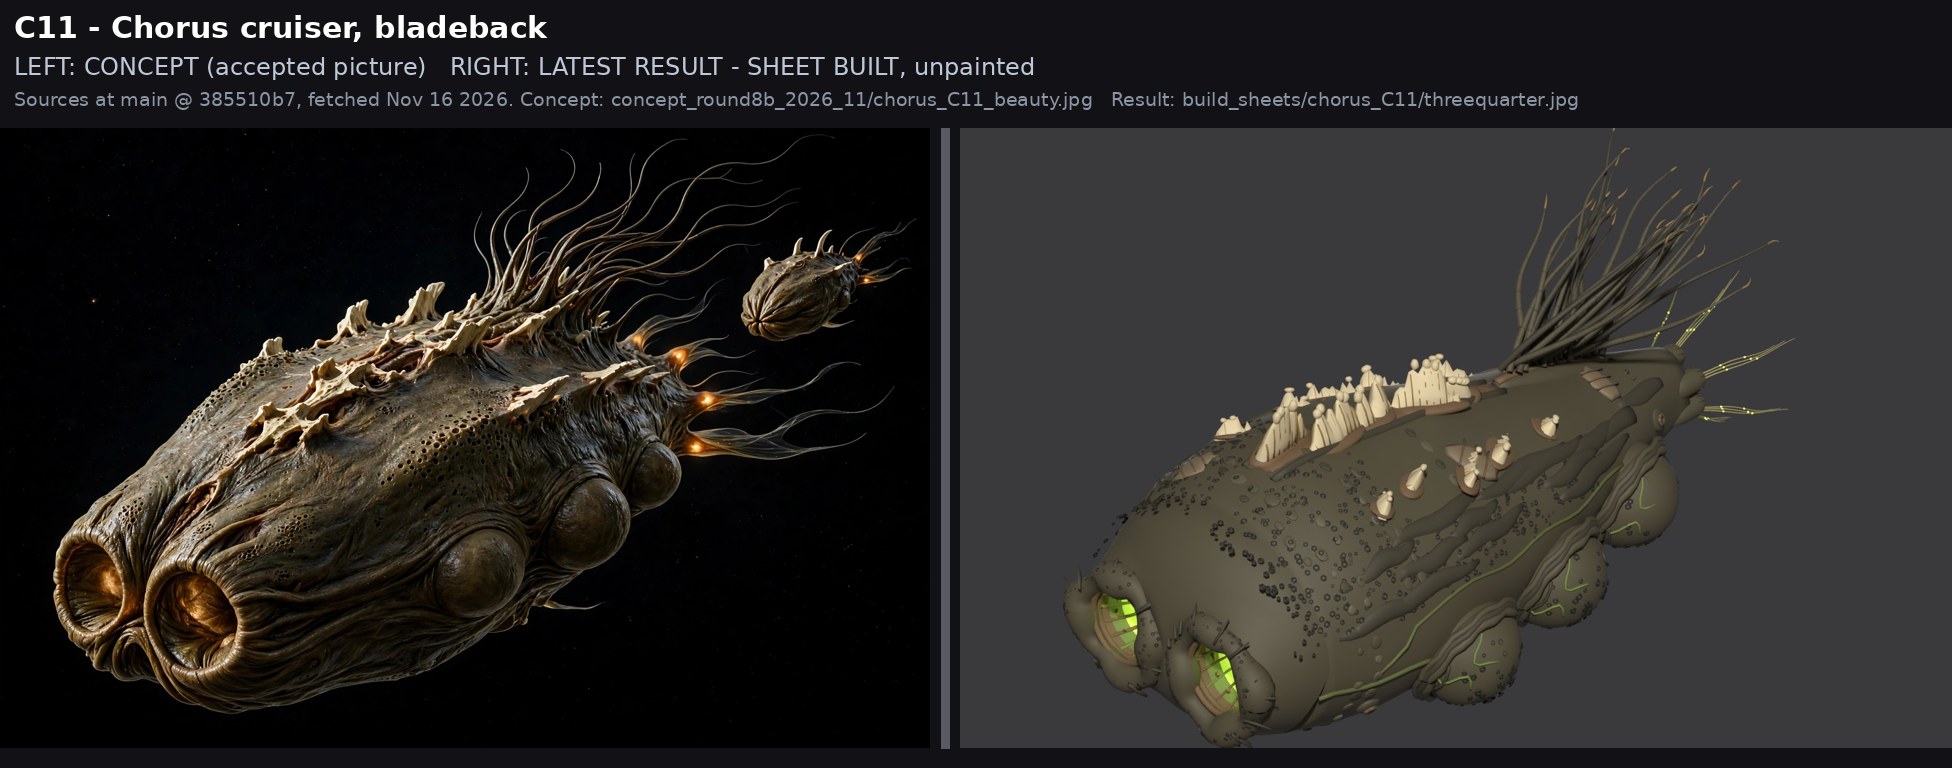 C11 - Chorus cruiser, bladeback
LEFT: CONCEPT (accepted picture)   RIGHT: LATEST RESULT - SHEET BUILT, unpainted
Sources at main @ 385510b7, fetched Nov 16 2026. Concept: concept_round8b_2026_11/chorus_C11_beauty.jpg   Result: build_sheets/chorus_C11/threequarter.jpg